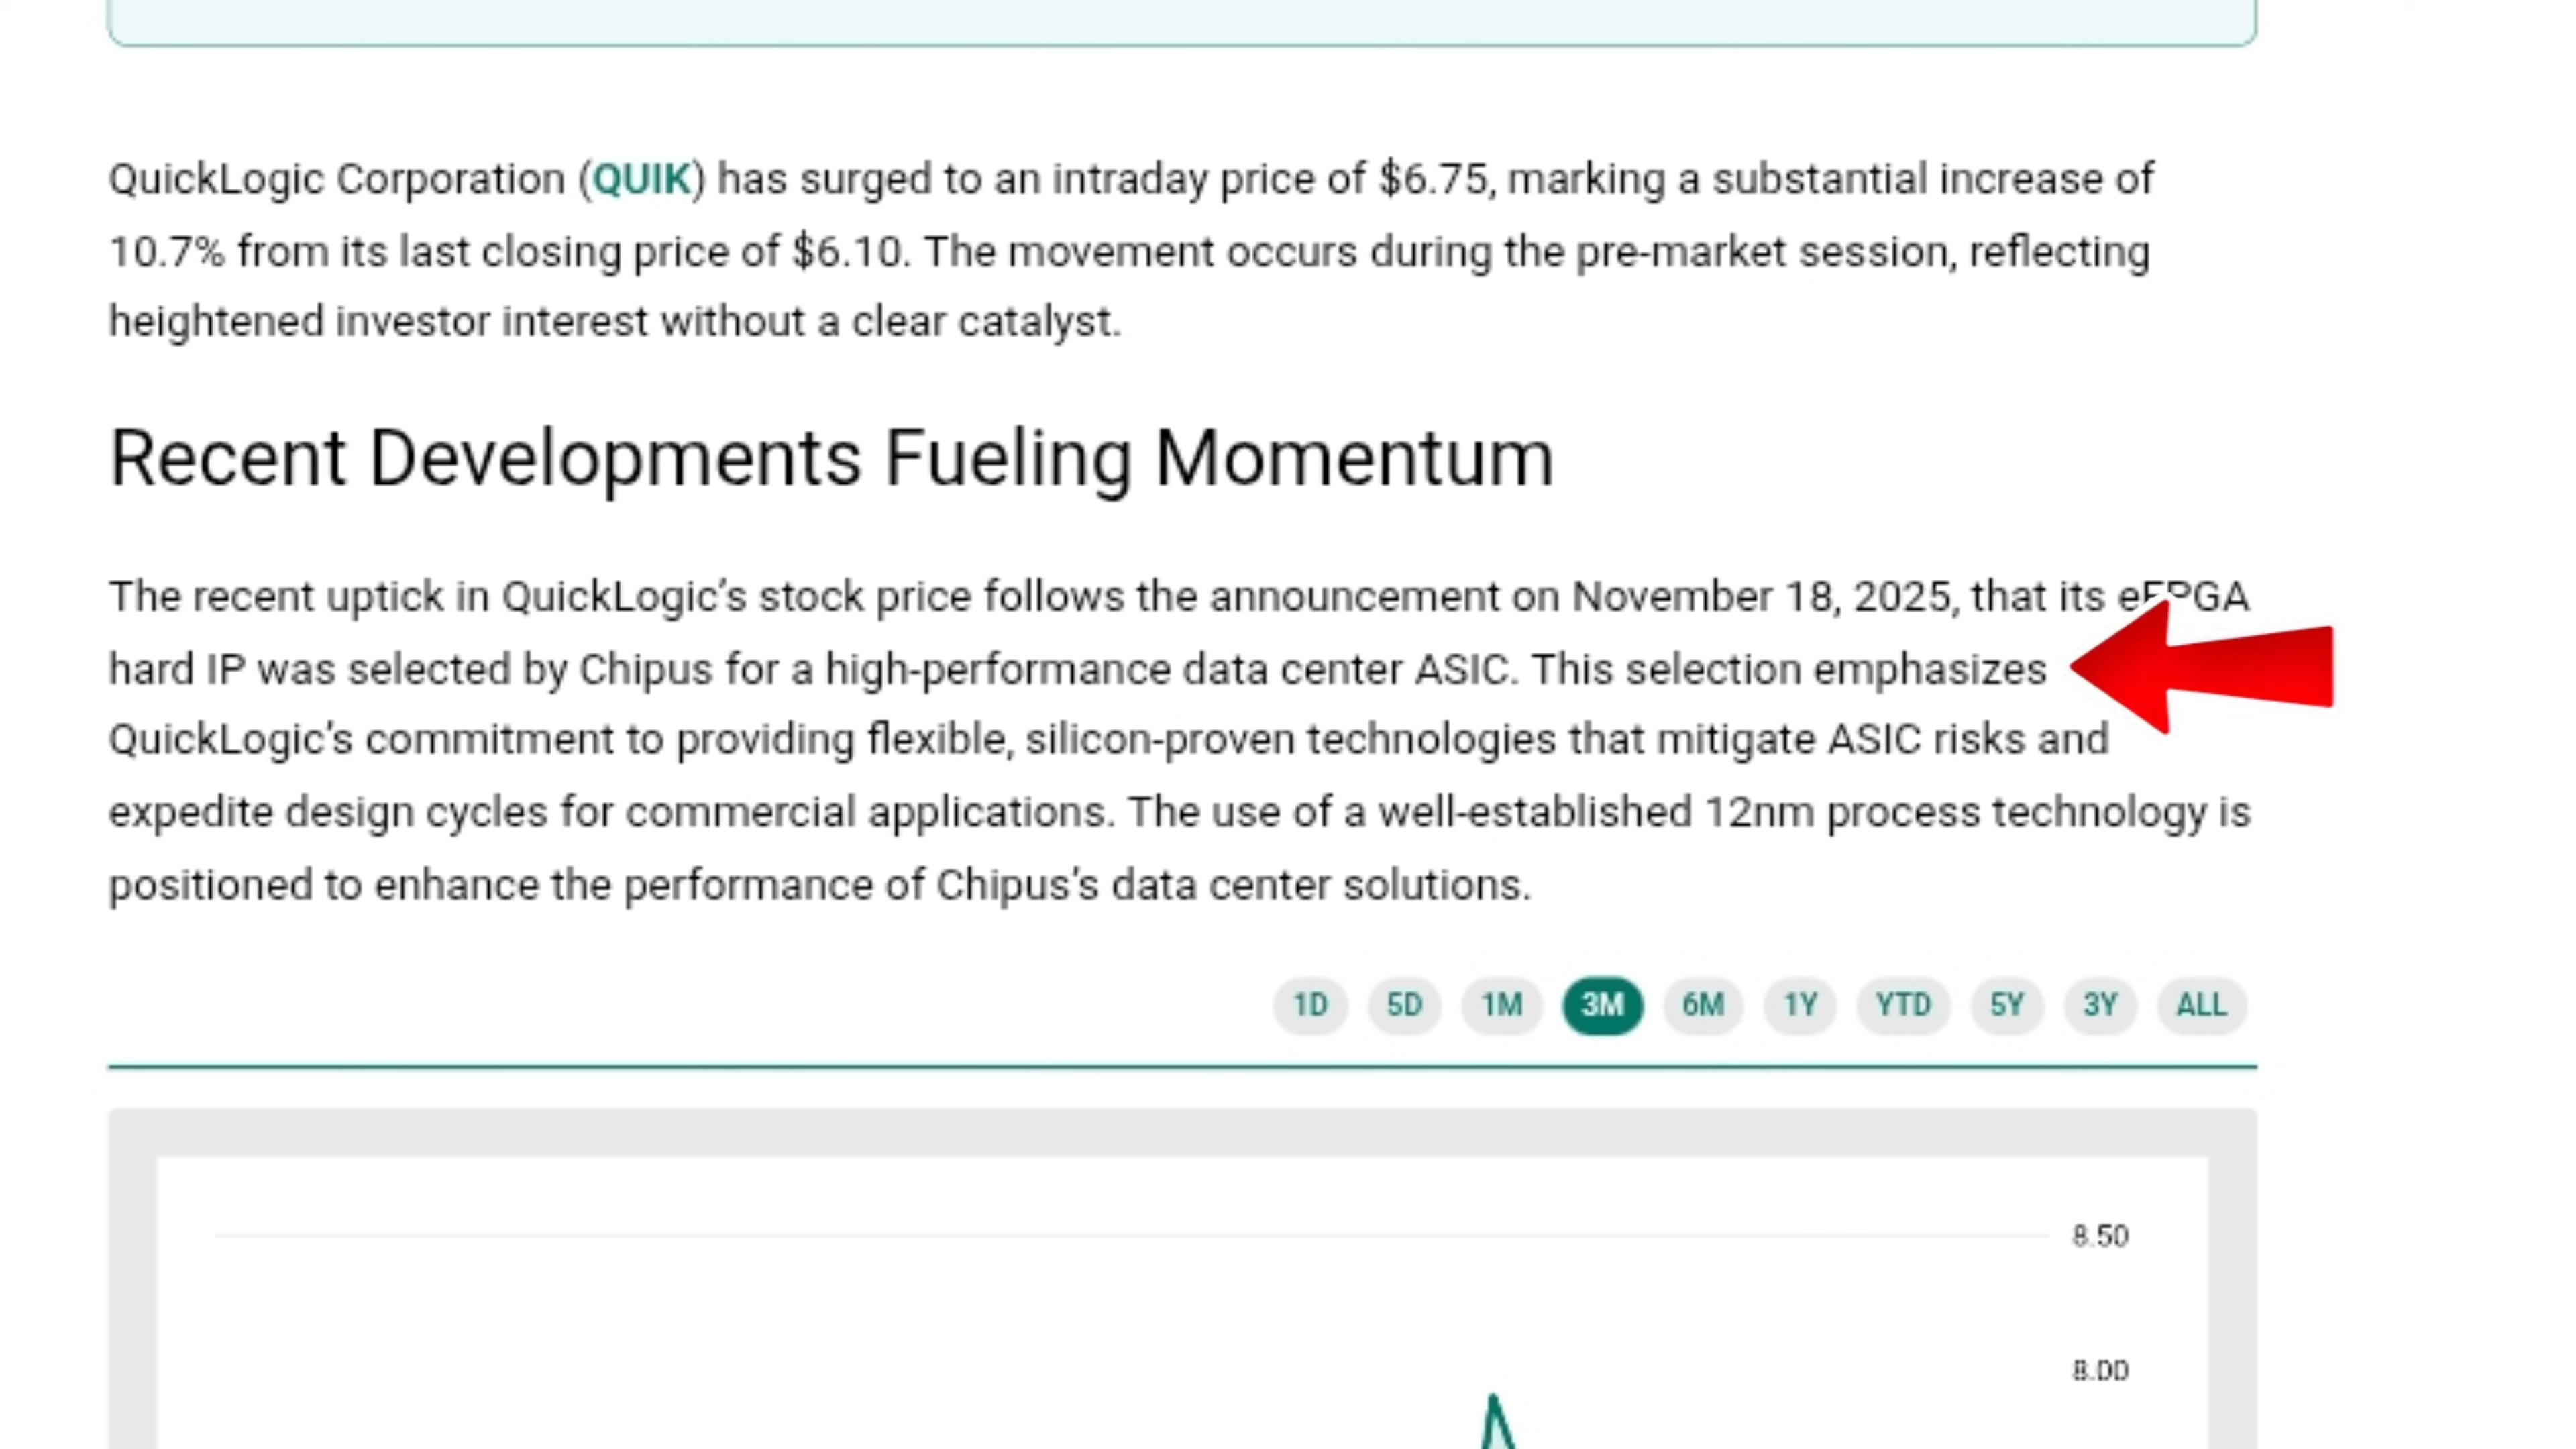 QuickLogic Corporation (QUIK) has surged to an intraday price of $6.75, marking a substantial increase of
10.7% from its last closing price of $6.10. The movement occurs during the pre-market session, reflecting
heightened investor interest without a clear catalyst.
Recent Developments Fueling Momentum
The recent uptick in QuickLogic’s stock price follows the announcement on November 18, 2025, that its eFPGA
hard IP was selected by Chipus for a high-performance data center ASIC. This selection emphasizes
QuickLogic’s commitment to providing flexible, silicon-proven technologies that mitigate ASIC risks and
expedite design cycles for commercial applications. The use of a well-established 12nm process technology is
positioned to enhance the performance of Chipus’s data center solutions.
1D 5D 1M 3M 6M 1Y YTD 5Y 3Y ALL
8.50
8.00